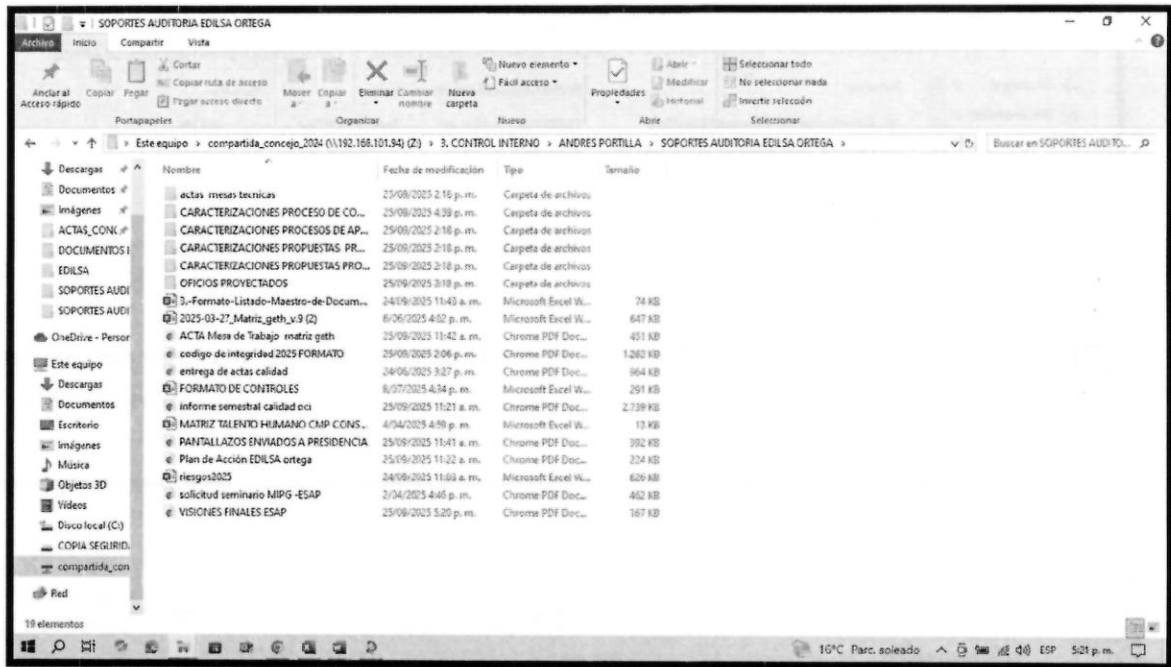 SOPORTES AUDITORIA EDILSA ORTEGA
Archivo Inicio Compartir Vista
Anclar al Acceso rápido
Copiar
Pegar
Cortar
Copiar ruta de acceso
Pegar acceso directo
Portapapeles
Mover a
Copiar a
Eliminar
Cambiar nombre
Nueva carpeta
Organizar
Nuevo elemento
Fácil acceso
Nuevo
Propiedades
Abrir
Modificar
Historial
Abrir
Seleccionar todo
No seleccionar nada
Invertir selección
Seleccionar
Este equipo > compartida_concejo_2024 (\\192.168.101.94) (Z:) > 3. CONTROL INTERNO > ANDRES PORTILLA > SOPORTES AUDITORIA EDILSA ORTEGA >
Buscar en SOPORTES AUDITO...
Descargas
Documentos
Imágenes
ACTAS_CONC
DOCUMENTOS I
EDILSA
SOPORTES AUDI
SOPORTES AUDI
OneDrive - Person
Este equipo
Descargas
Documentos
Escritorio
Imágenes
Música
Objetos 3D
Vídeos
Disco local (C:)
COPIA SEGURID.
compartida_con
Red
Nombre Fecha de modificación Tipo Tamaño
actas mesas tecnicas 25/09/2025 2:18 p. m. Carpeta de archivos
CARACTERIZACIONES PROCESO DE CO... 25/09/2025 4:39 p. m. Carpeta de archivos
CARACTERIZACIONES PROCESOS DE AP... 25/09/2025 2:18 p. m. Carpeta de archivos
CARACTERIZACIONES PROPUESTAS PR... 25/09/2025 2:18 p. m. Carpeta de archivos
CARACTERIZACIONES PROPUESTAS PRO... 25/09/2025 2:18 p. m. Carpeta de archivos
OFICIOS PROYECTADOS 25/09/2025 2:18 p. m. Carpeta de archivos
3.-Formato-Listado-Maestro-de-Docum... 24/09/2025 11:43 a. m. Microsoft Excel W... 74 KB
2025-03-27_Matriz_geth_v.9 (2) 6/06/2025 4:02 p. m. Microsoft Excel W... 647 KB
ACTA Mesa de Trabajo matriz geth 25/09/2025 11:42 a. m. Chrome PDF Doc... 451 KB
codigo de integridad 2025 FORMATO 25/09/2025 2:06 p. m. Chrome PDF Doc... 1.262 KB
entrega de actas calidad 24/06/2025 3:27 p. m. Chrome PDF Doc... 964 KB
FORMATO DE CONTROLES 8/07/2025 4:34 p. m. Microsoft Excel W... 291 KB
informe semestral calidad oci 25/09/2025 11:21 a. m. Chrome PDF Doc... 2.739 KB
MATRIZ TALENTO HUMANO CMP CONS... 4/04/2025 4:59 p. m. Microsoft Excel W... 13 KB
PANTALLAZOS ENVIADOS A PRESIDENCIA 25/09/2025 11:41 a. m. Chrome PDF Doc... 392 KB
Plan de Acción EDILSA ortega 25/09/2025 11:22 a. m. Chrome PDF Doc... 224 KB
riesgos2025 24/09/2025 11:03 a. m. Microsoft Excel W... 626 KB
solicitud seminario MIPG -ESAP 2/04/2025 4:46 p. m. Chrome PDF Doc... 462 KB
VISIONES FINALES ESAP 25/09/2025 5:20 p. m. Chrome PDF Doc... 167 KB
19 elementos
16°C Parc. soleado ESP 5:21 p. m.